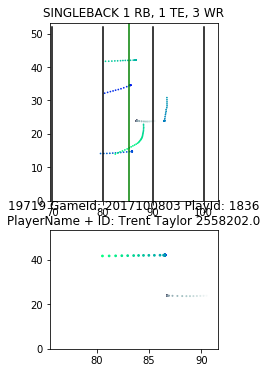 SINGLEBACK 1 RB, 1 TE, 3 WR
50
40
30
20
10
0
70 80 90 100
19719 GameId: 2017100803 PlayId: 1836
PlayerName + ID: Trent Taylor 2558202.0
40
20
0
80 85 90